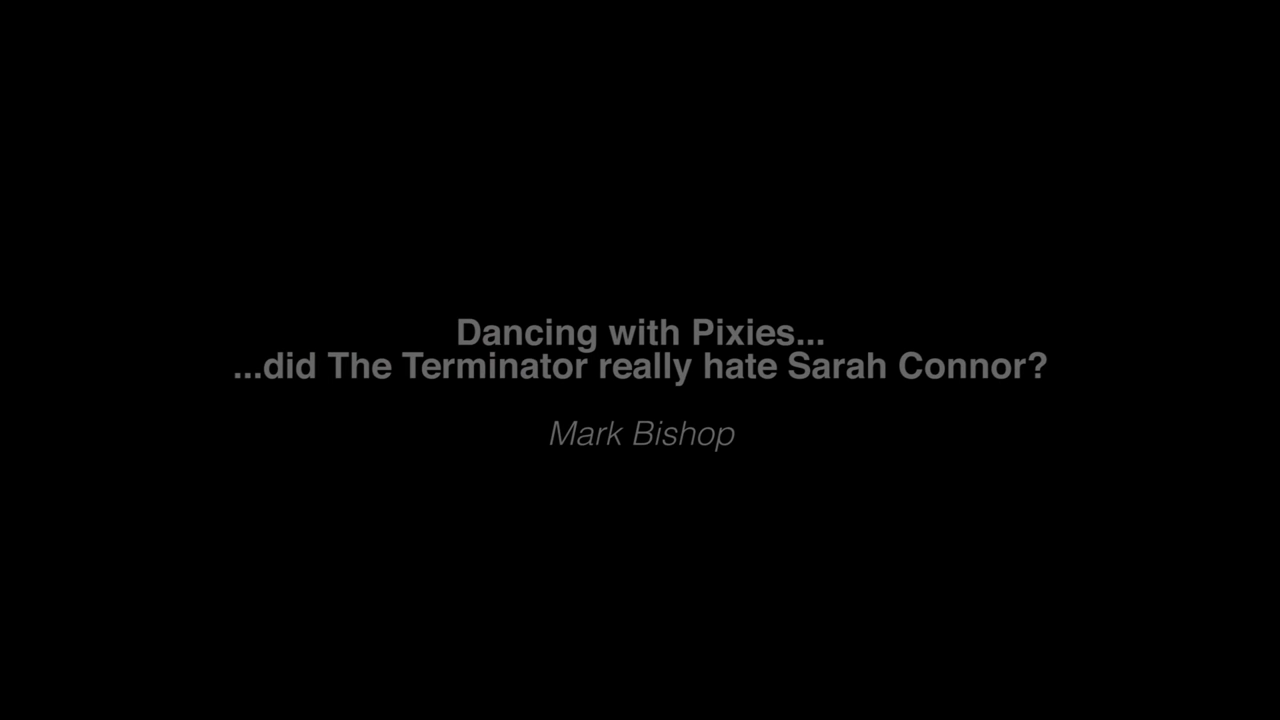 Dancing with Pixies...
...did The Terminator really hate Sarah Connor?
Mark Bishop